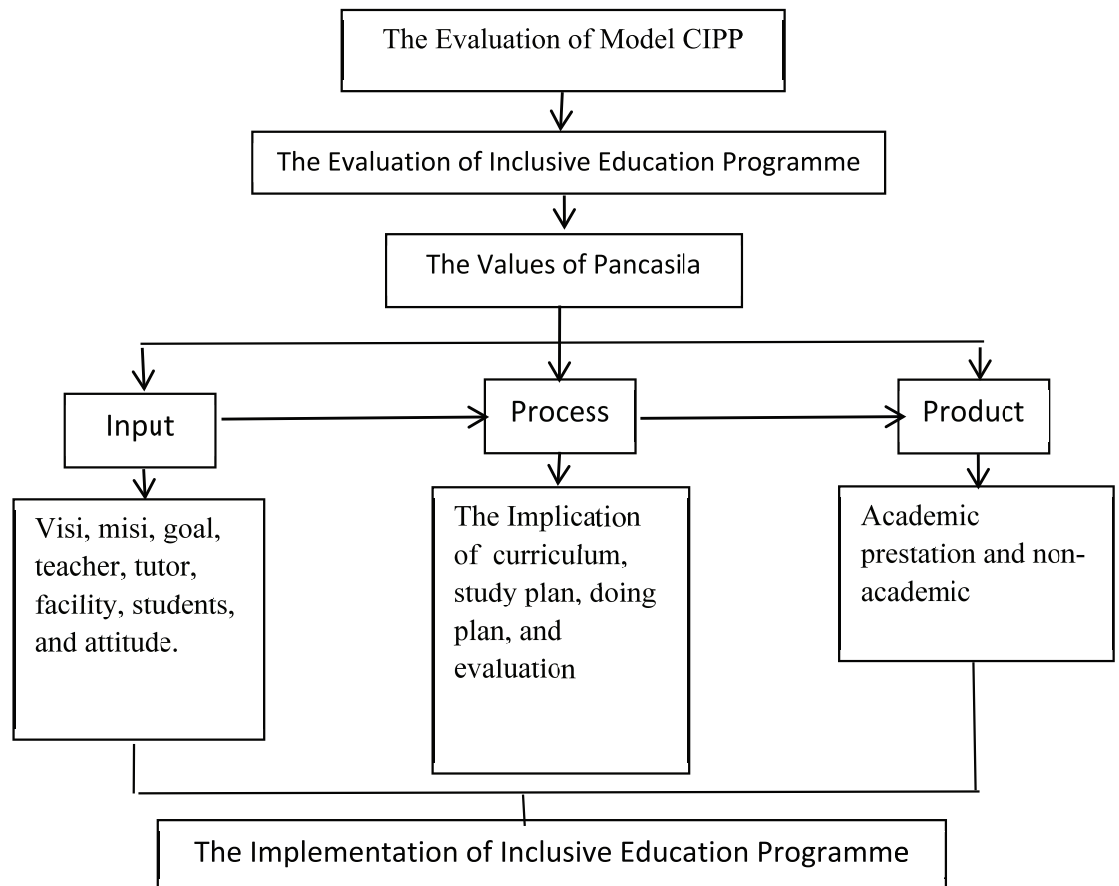 The Evaluation of Model CIPP
The Evaluation of Inclusive Education Programme
The Values of Pancasila
Input
Process
Product
Visi, misi, goal,
teacher, tutor,
facility, students,
and attitude.
The Implication
of curriculum,
study plan, doing
plan, and
evaluation
Academic
prestation and non-
academic
The Implementation of Inclusive Education Programme